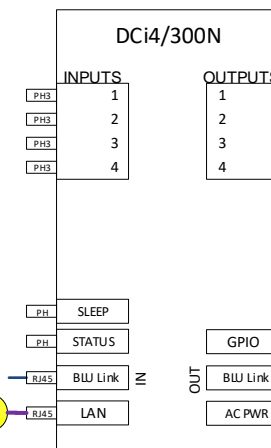 DCi4/300N
INPUTS OUTPUTS
PH3 1 1
PH3 2 2
PH3 3 3
PH3 4 4
PH SLEEP
PH STATUS GPIO
RJ45 BLU Link IN OUT BLU Link
RJ45 LAN AC PWR